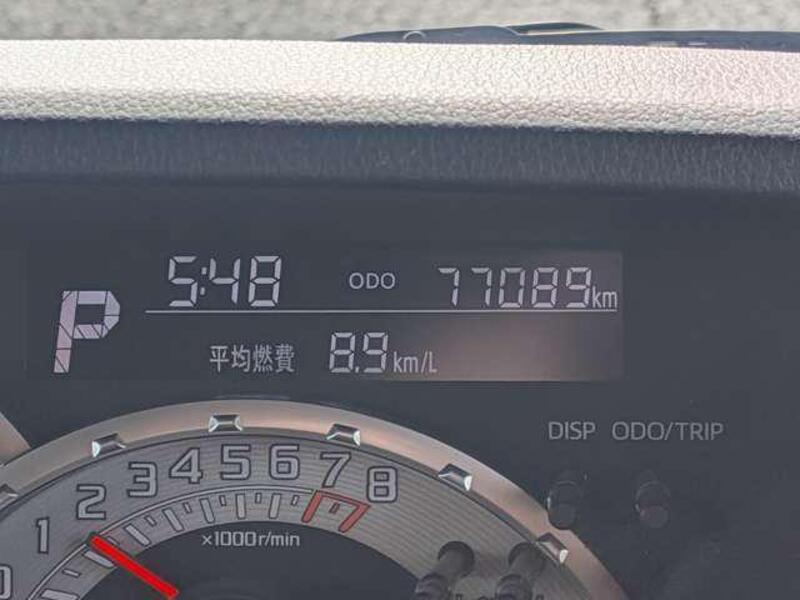 5:48 ODO 77089km
P
平均燃費 8.9km/L
DISP ODO/TRIP
0 1 2 3 4 5 6 7 8
×1000r/min